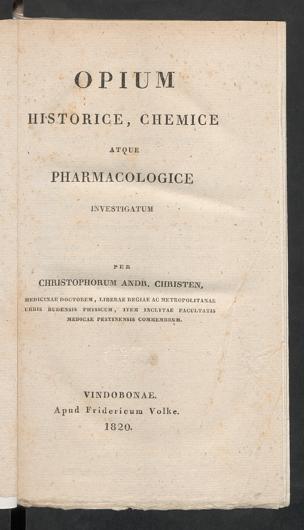 OPIUM
HISTORICE, CHEMICE
ATQUE
PHARMACOLOGICE
INVESTIGATUM
PER
CHRISTOPHORUM ANDR. CHRISTEN,
MEDICINAE DOCTOREM, LIBERAE REGIAE AC METROPOLITANAE
URBIS BUDENSIS PHYSICUM, ITEM INCLYTAE FACULTATIS
MEDICAE PESTINENSIS COMMEMBRUM.
VINDOBONAE.
Apud Fridericum Volke.
1820.